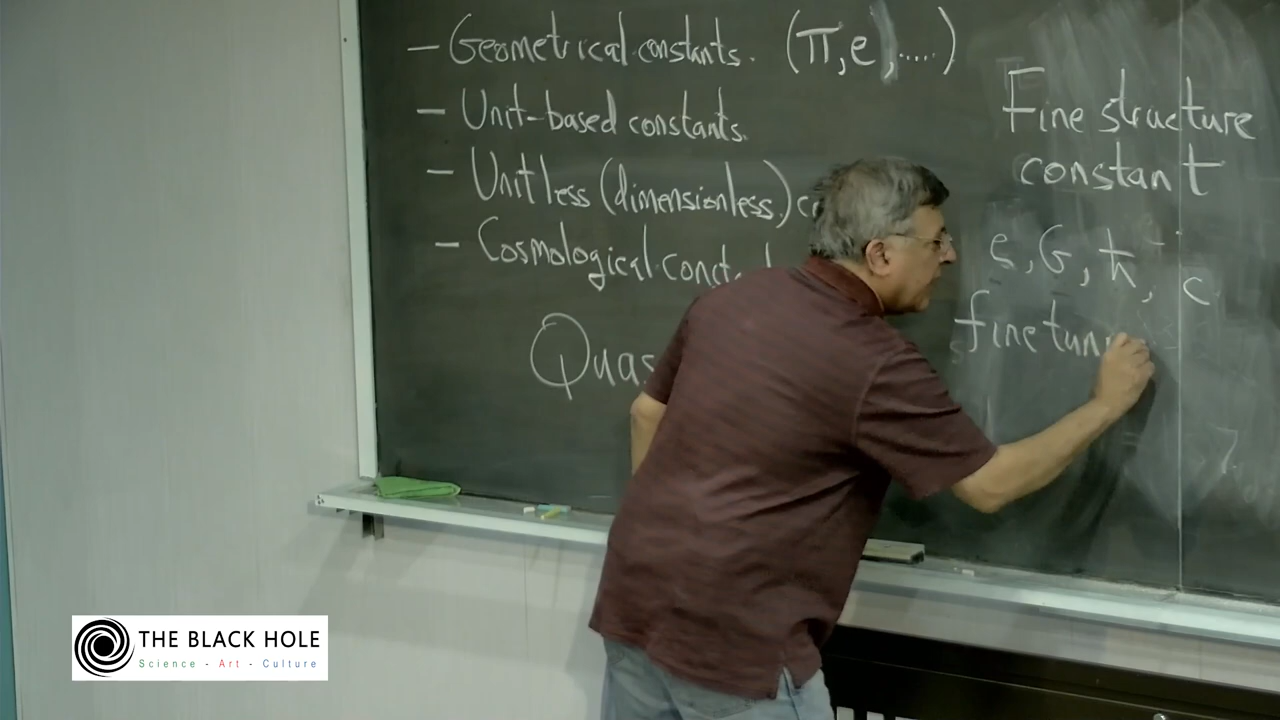 — Geometrical constants. (π, e, .....)
— Unit-based constants.
— Unitless (dimensionless.)
— Cosmological
Fine structure
constant
G, ħ, c
fine tun
THE BLACK HOLE
Science - Art - Culture